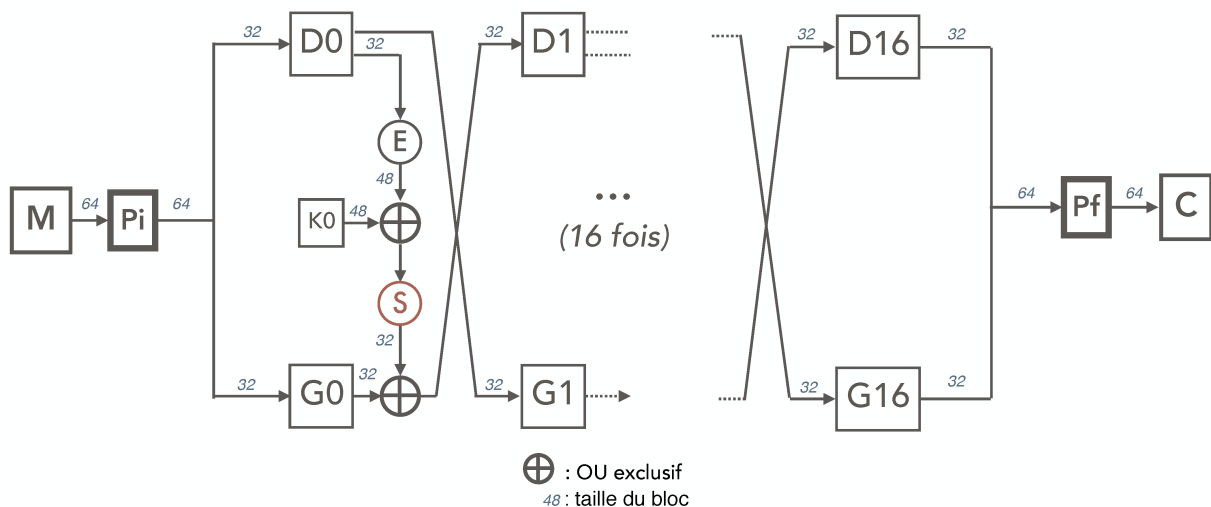 32
D0
32
32
D1
32
D16
32
E
48
M
64
Pi
64
K0
48
...
(16 fois)
64
Pf
64
C
S
32
32
G0
32
32
G1
32
G16
32
: OU exclusif
48 : taille du bloc